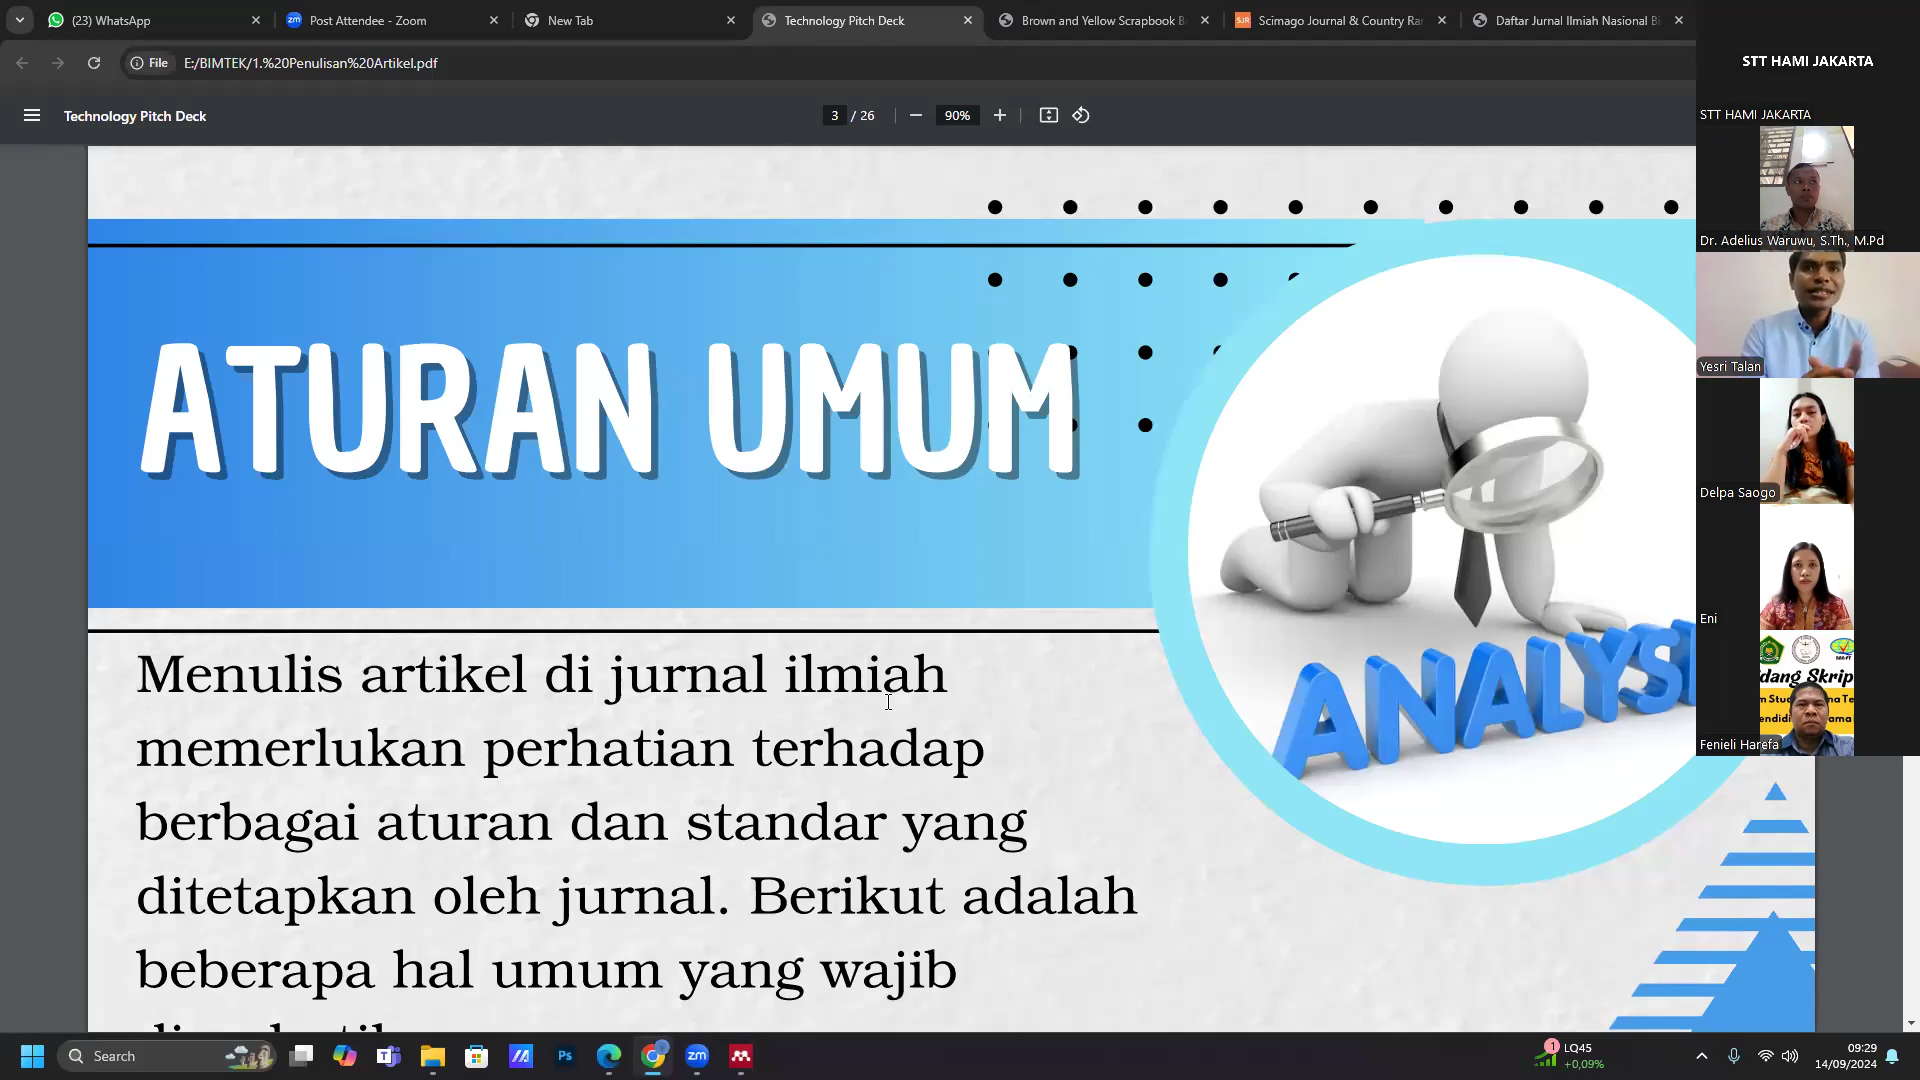 (23) WhatsApp
Post Attendee - Zoom
New Tab
Technology Pitch Deck
Brown and Yellow Scrapbook B
Scimago Journal & Country Ra
Daftar Jurnal Ilmiah Nasional B
File
E:/BIMTEK/1.%20Penulisan%20Artikel.pdf
Technology Pitch Deck
3 / 26
90%
STT HAMI JAKARTA
STT HAMI JAKARTA
Dr. Adelius Waruwu, S.Th., M.Pd
Yesri Talan
Delpa Saogo
Eni
dang Skrip
Fenieli Harefa
ATURAN UMUM
ANALYS
Menulis artikel di jurnal ilmiah
memerlukan perhatian terhadap
berbagai aturan dan standar yang
ditetapkan oleh jurnal. Berikut adalah
beberapa hal umum yang wajib
Search
LQ45
+0,09%
09:29
14/09/2024